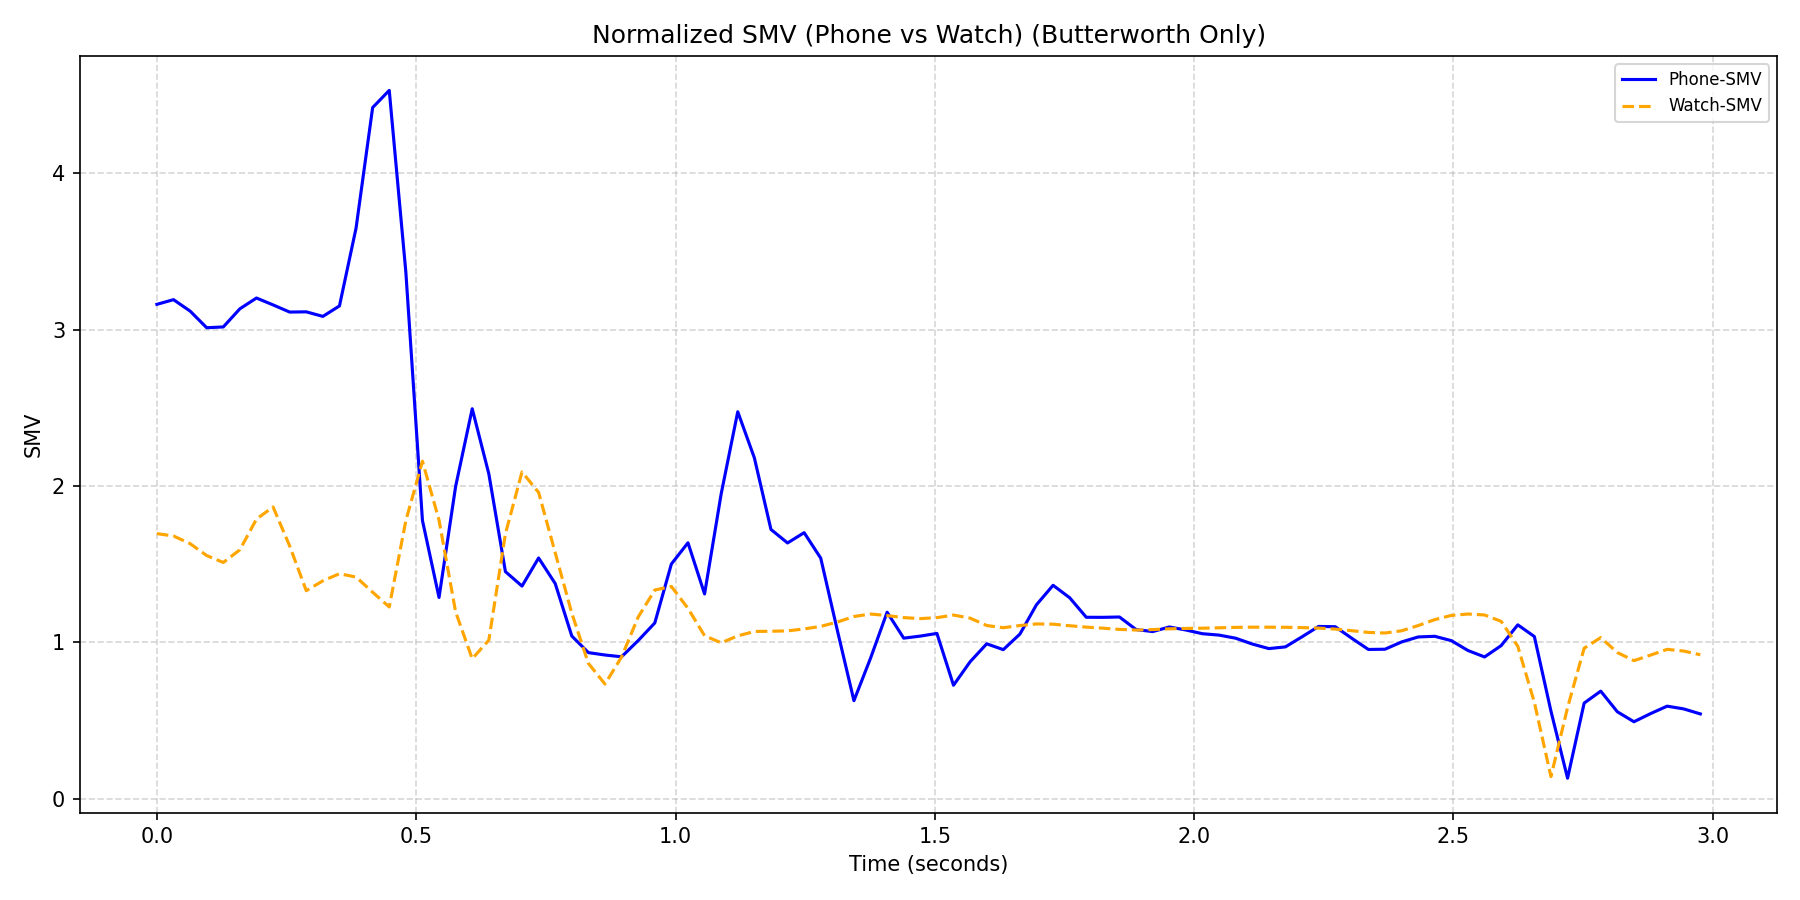 Normalized SMV (Phone vs Watch) (Butterworth Only)
Phone-SMV
Watch-SMV
SMV
4
3
2
1
0
0.0 0.5 1.0 1.5 2.0 2.5 3.0
Time (seconds)